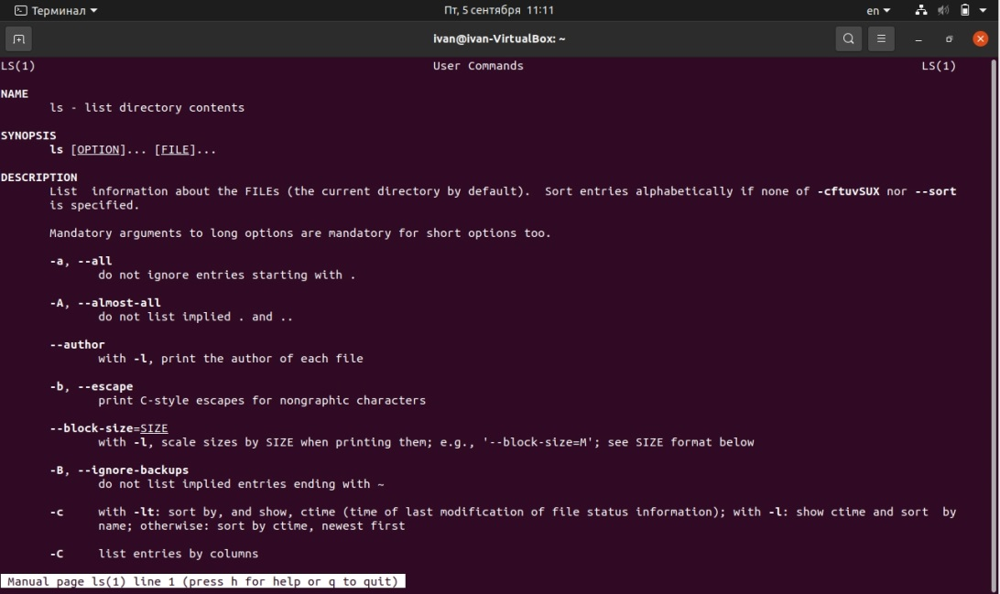 Терминал Пт, 5 сентября 11:11 en
ivan@ivan-VirtualBox: ~
LS(1) User Commands LS(1)
NAME
ls - list directory contents
SYNOPSIS
ls [OPTION]... [FILE]...
DESCRIPTION
List information about the FILEs (the current directory by default). Sort entries alphabetically if none of -cftuvSUX nor --sort
is specified.
Mandatory arguments to long options are mandatory for short options too.
-a, --all
do not ignore entries starting with .
-A, --almost-all
do not list implied . and ..
--author
with -l, print the author of each file
-b, --escape
print C-style escapes for nongraphic characters
--block-size=SIZE
with -l, scale sizes by SIZE when printing them; e.g., '--block-size=M'; see SIZE format below
-B, --ignore-backups
do not list implied entries ending with ~
-c with -lt: sort by, and show, ctime (time of last modification of file status information); with -l: show ctime and sort by
name; otherwise: sort by ctime, newest first
-C list entries by columns
Manual page ls(1) line 1 (press h for help or q to quit)